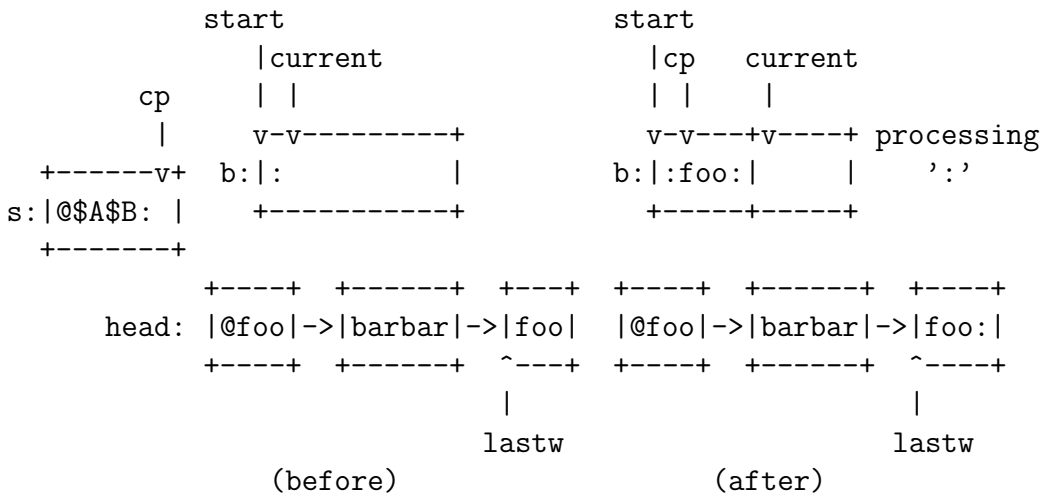 start                    start
               |current                 |cp   current
        cp     | |                      | |    |
         |     v-v---------+            v-v---+v----+ processing
  +------v+  b:|:          |          b:|:foo:|     |    ’:’
s:|@$A$B: |    +-----------+            +-----+-----+
  +-------+
            +----+  +------+  +---+  +----+  +------+  +----+
      head: |@foo|->|barbar|->|foo|  |@foo|->|barbar|->|foo:|
            +----+  +------+  ^---+  +----+  +------+  ^----+
                              |                        |
                             lastw                    lastw
                (before)                   (after)